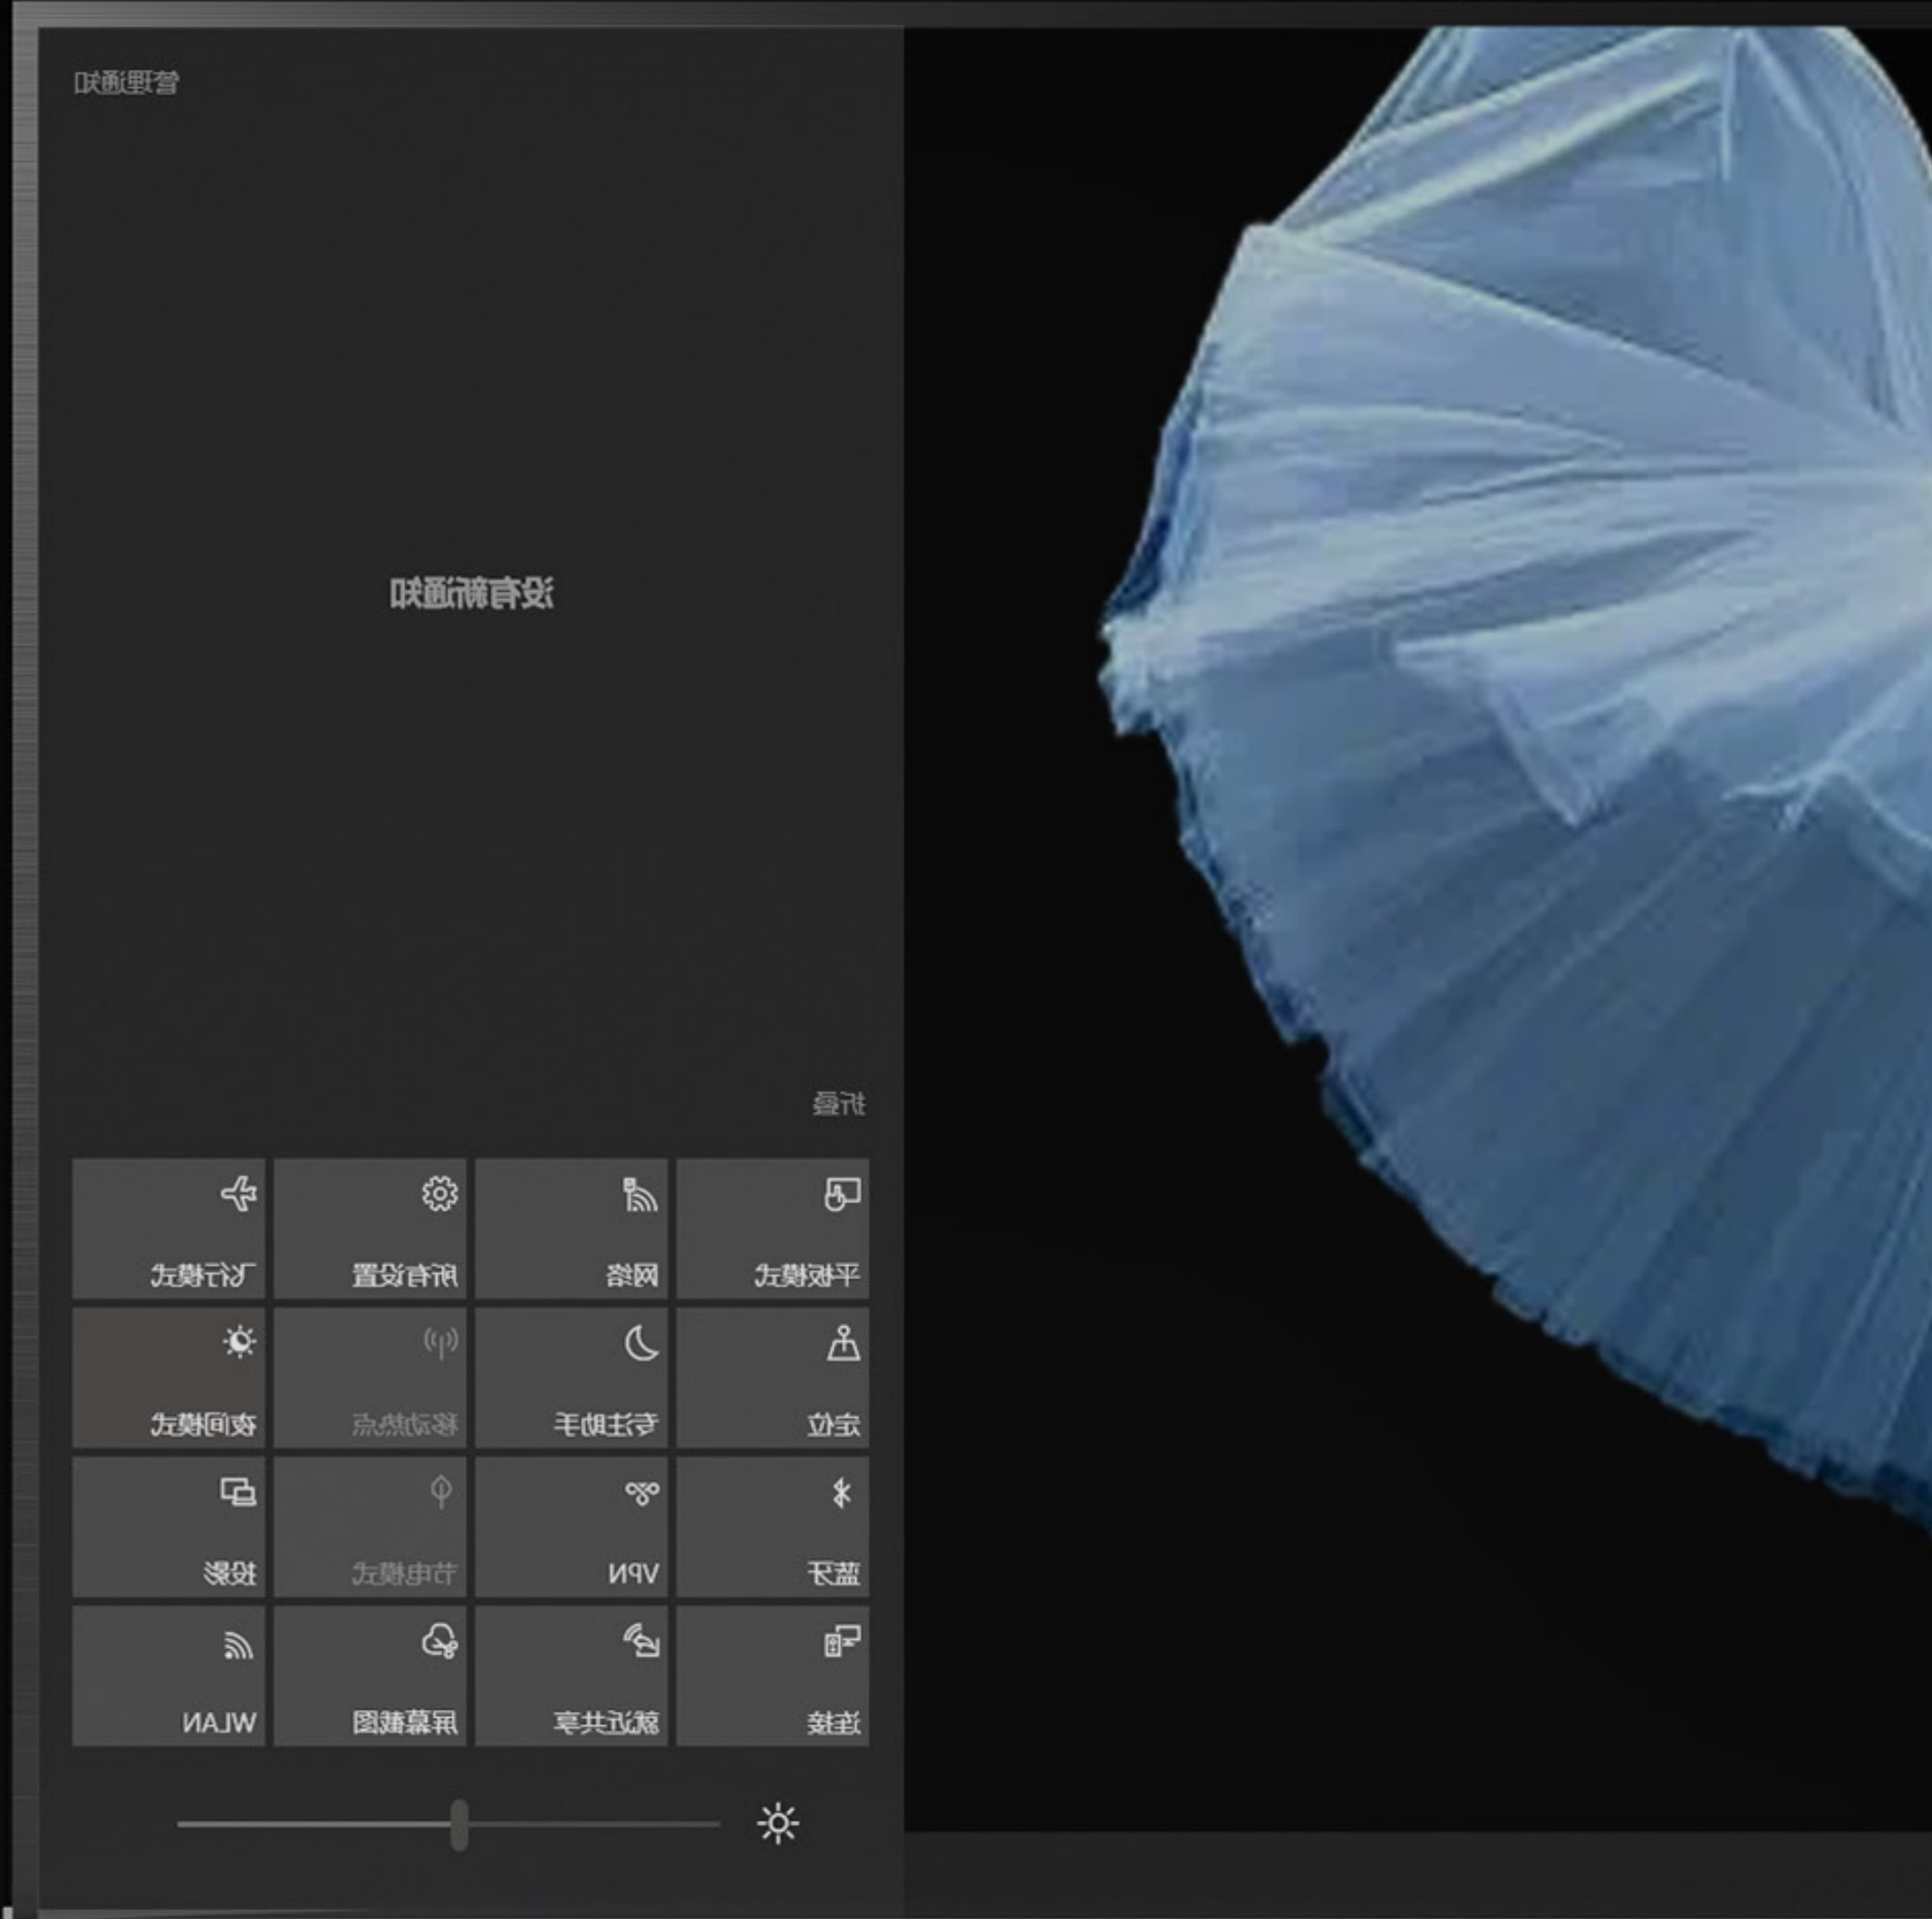 管理通知
没有新通知
折叠
平板模式 网络 所有设置 飞行模式
定位 专注助手 移动热点 夜间模式
蓝牙 VPN 节电模式 投影
连接 就近共享 屏幕截图 WLAN